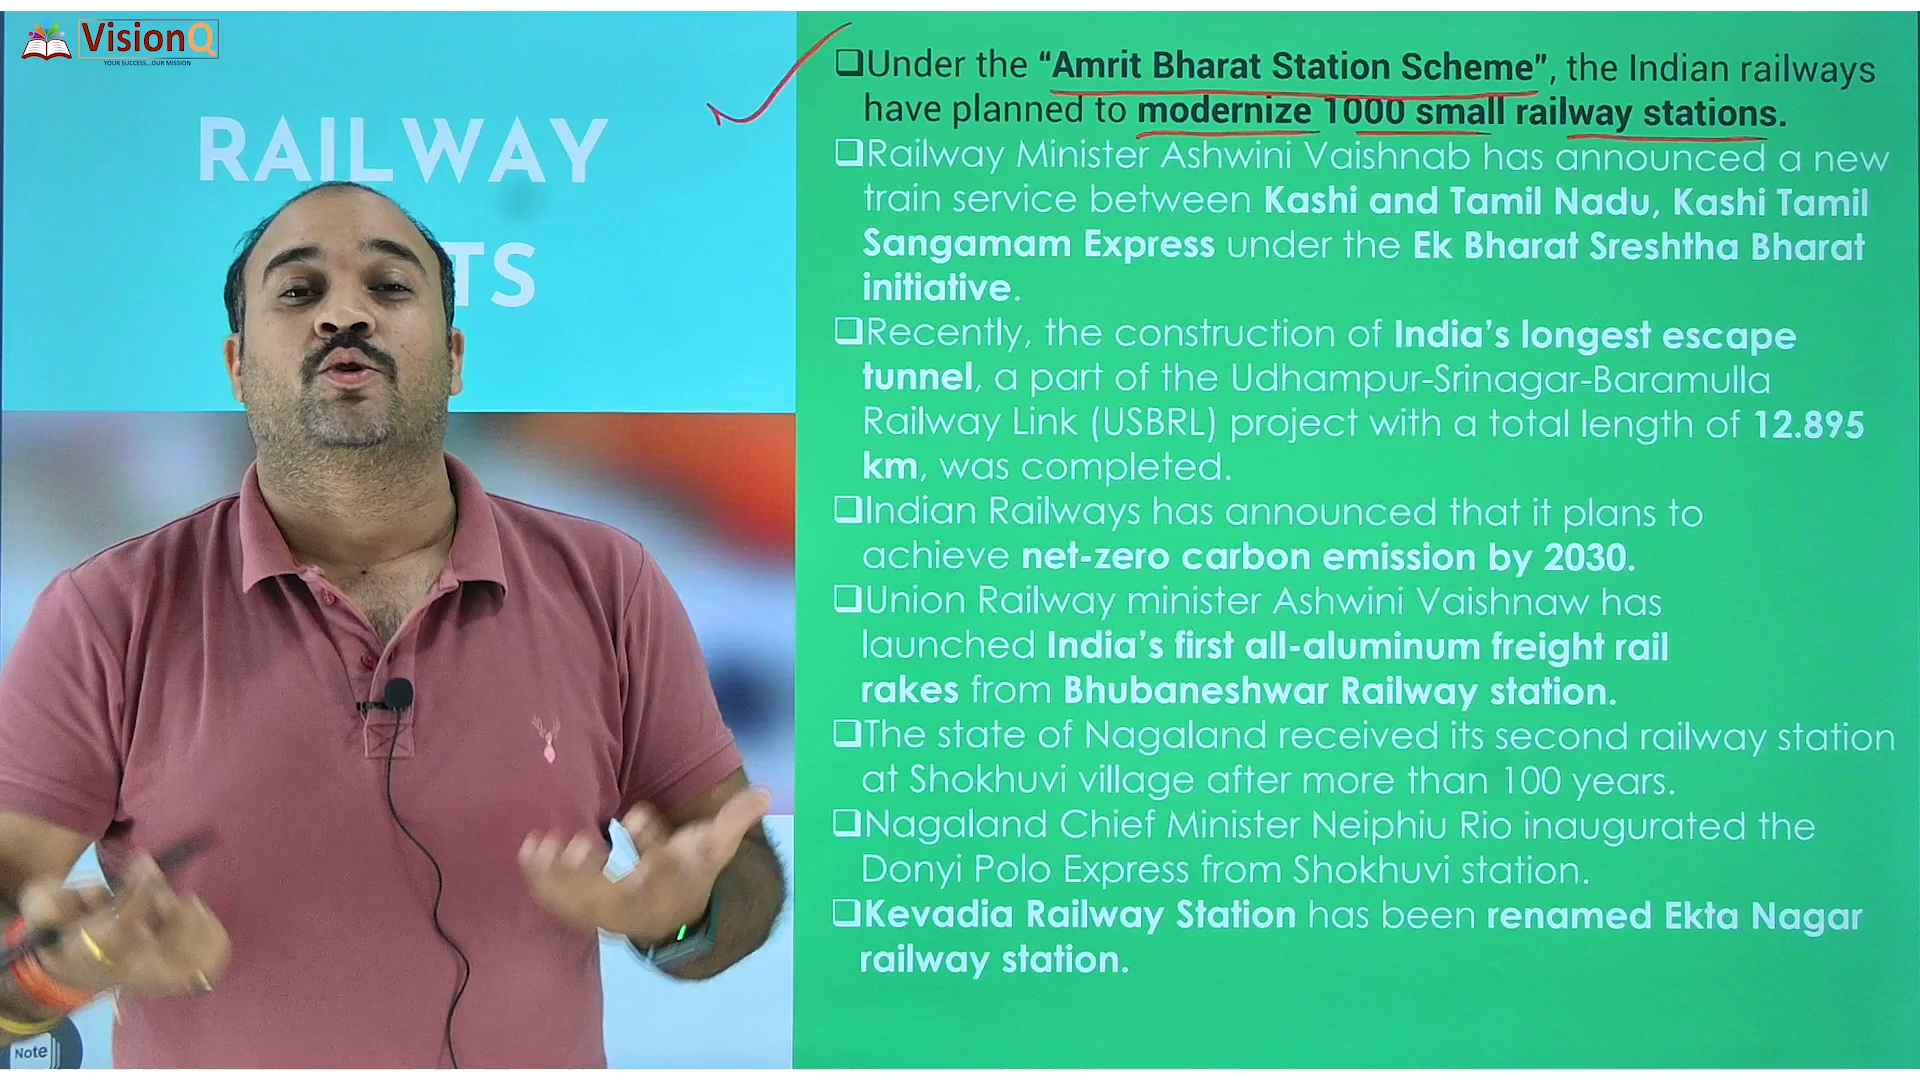 VisionQ
YOUR SUCCESS...OUR MISSION
RAILWAY
TS
❑Under the “Amrit Bharat Station Scheme”, the Indian railways
have planned to modernize 1000 small railway stations.
❑Railway Minister Ashwini Vaishnab has announced a new
train service between Kashi and Tamil Nadu, Kashi Tamil
Sangamam Express under the Ek Bharat Sreshtha Bharat
initiative.
❑Recently, the construction of India’s longest escape
tunnel, a part of the Udhampur-Srinagar-Baramulla
Railway Link (USBRL) project with a total length of 12.895
km, was completed.
❑Indian Railways has announced that it plans to
achieve net-zero carbon emission by 2030.
❑Union Railway minister Ashwini Vaishnaw has
launched India’s first all-aluminum freight rail
rakes from Bhubaneshwar Railway station.
❑The state of Nagaland received its second railway station
at Shokhuvi village after more than 100 years.
❑Nagaland Chief Minister Neiphiu Rio inaugurated the
Donyi Polo Express from Shokhuvi station.
❑Kevadia Railway Station has been renamed Ekta Nagar
railway station.
Note